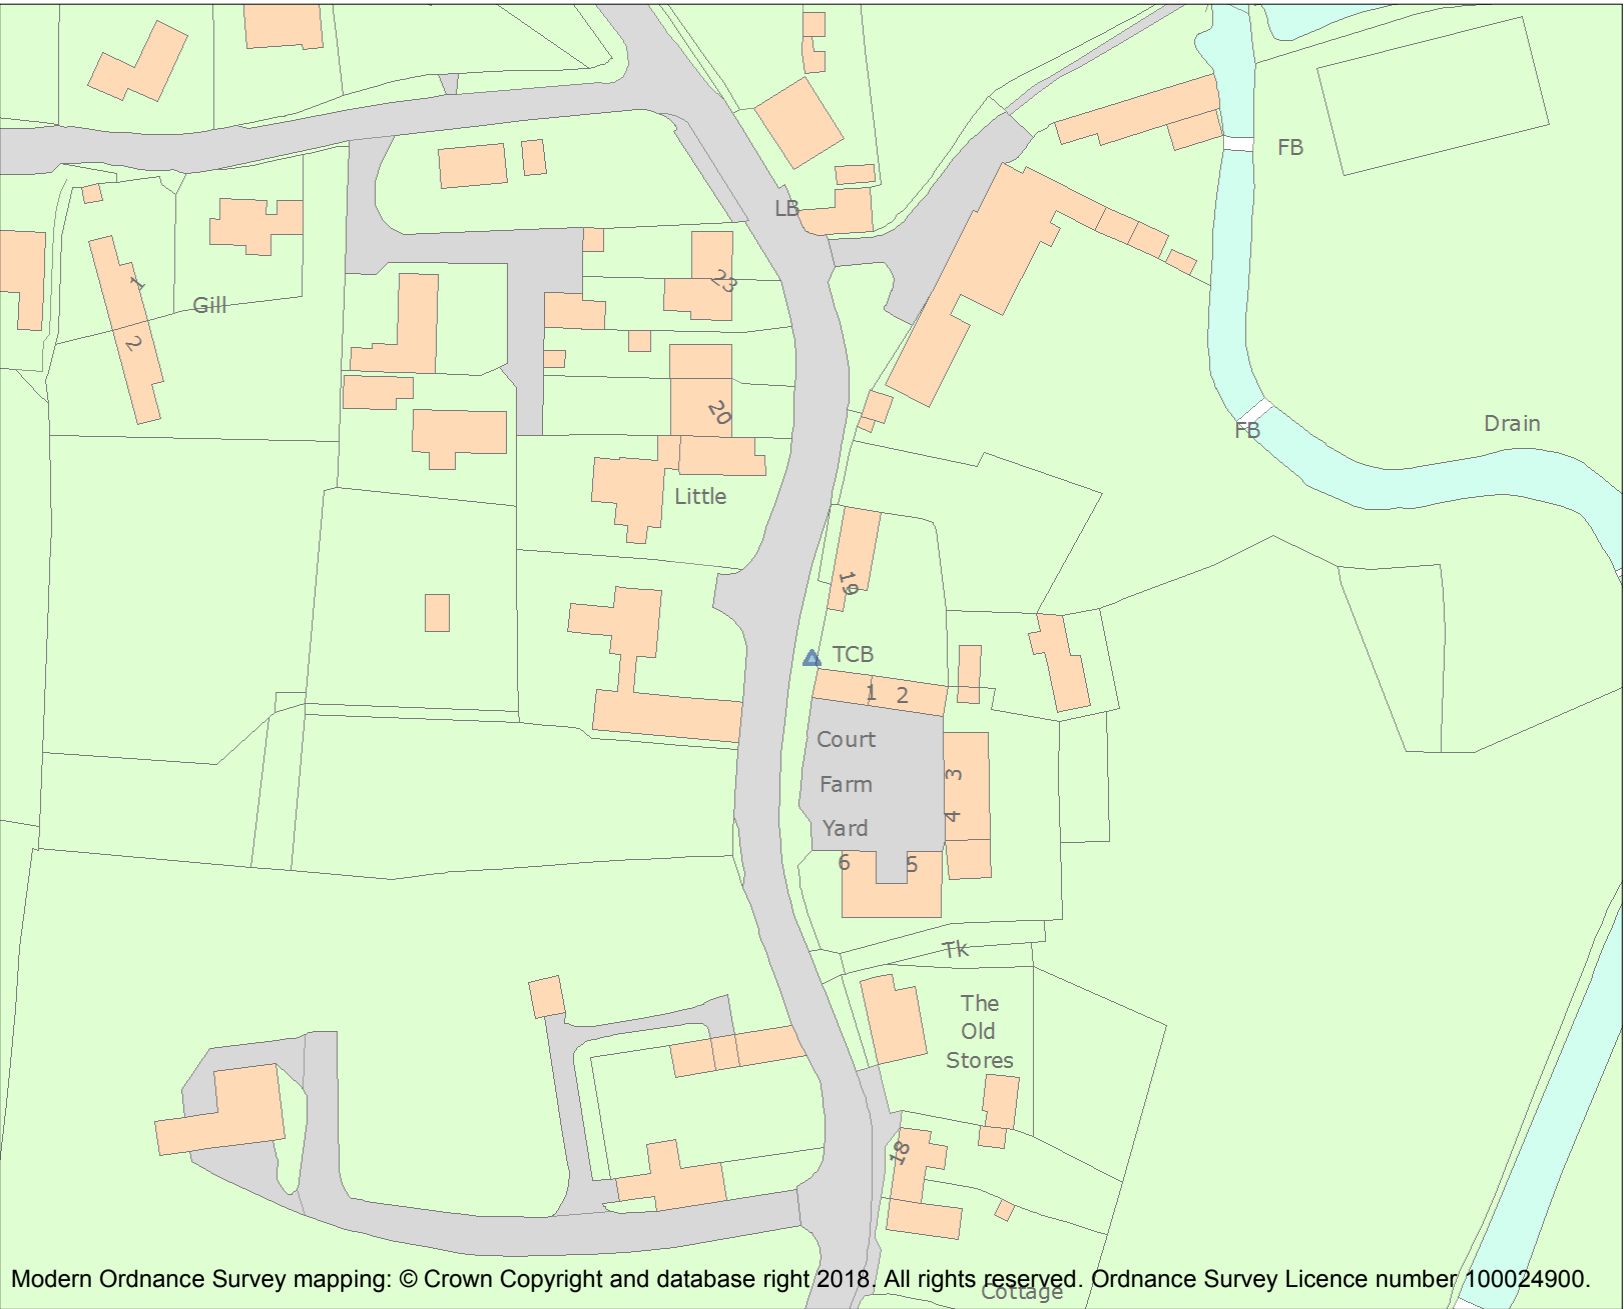 FB
LB
1
23
Gill
2
20
FB
Drain
Little
19
TCB
1
2
Court
3
Farm
4
Yard
6
5
Tk
The
Old
Stores
18
Modern Ordnance Survey mapping: © Crown Copyright and database right 2018. All rights reserved. Ordnance Survey Licence number 100024900.
Cottage